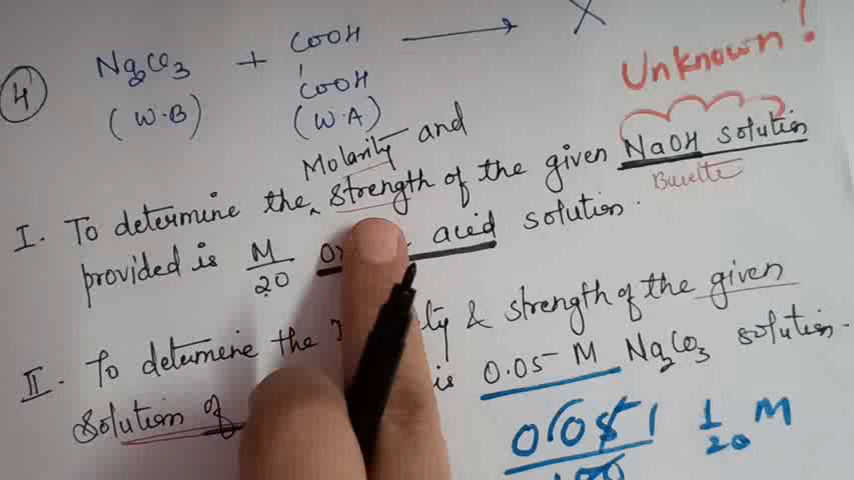 4
Na2CO3 + COOH → X
COOH
(W.B) (W.A)
Unknown?
Molarity and
I. To determine the strength of the given NaOH solution
Burette
provided is M/20 acid solution.
II. To determine the & strength of the given
solution of is 0.05 M Na2CO3 solution.
1/20 M